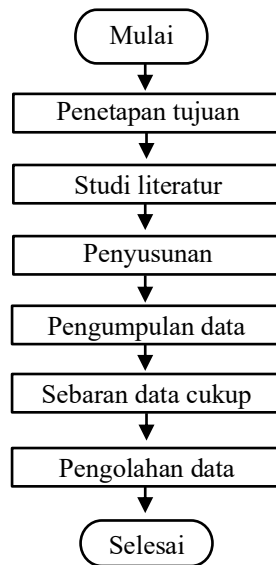 Mulai
Penetapan tujuan
Studi literatur
Penyusunan
Pengumpulan data
Sebaran data cukup
Pengolahan data
Selesai